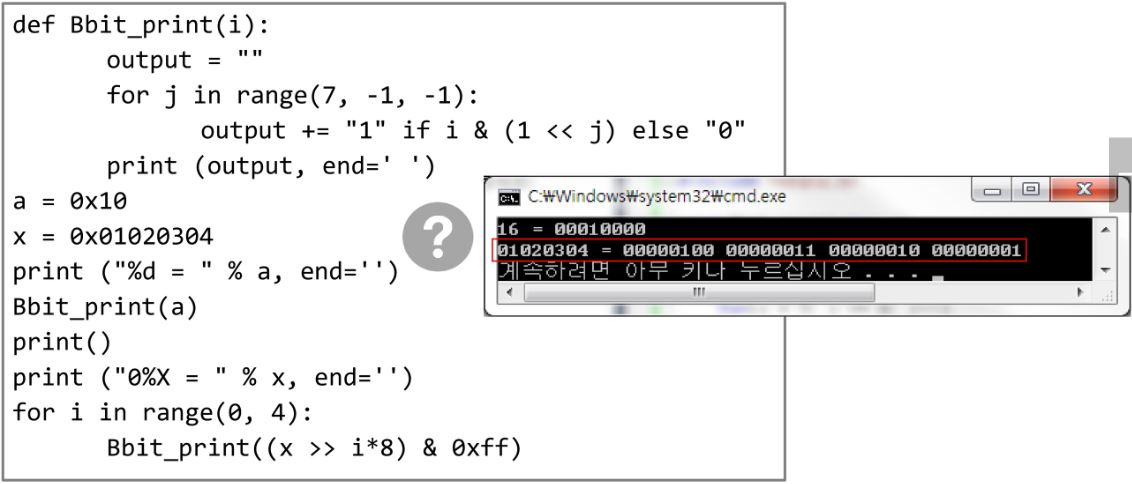 def Bbit_print(i):
output = ""
for j in range(7, -1, -1):
output += "1" if i & (1 << j) else "0"
print (output, end=' ')
a = 0x10
x = 0x01020304
print ("%d = " % a, end='')
Bbit_print(a)
print()
print ("0%X = " % x, end='')
for i in range(0, 4):
Bbit_print((x >> i*8) & 0xff)
?
C:\. C:₩Windows₩system32₩cmd.exe
16 = 00010000
01020304 = 00000100 00000011 00000010 00000001
계속하려면 아무 키나 누르십시오 . . .